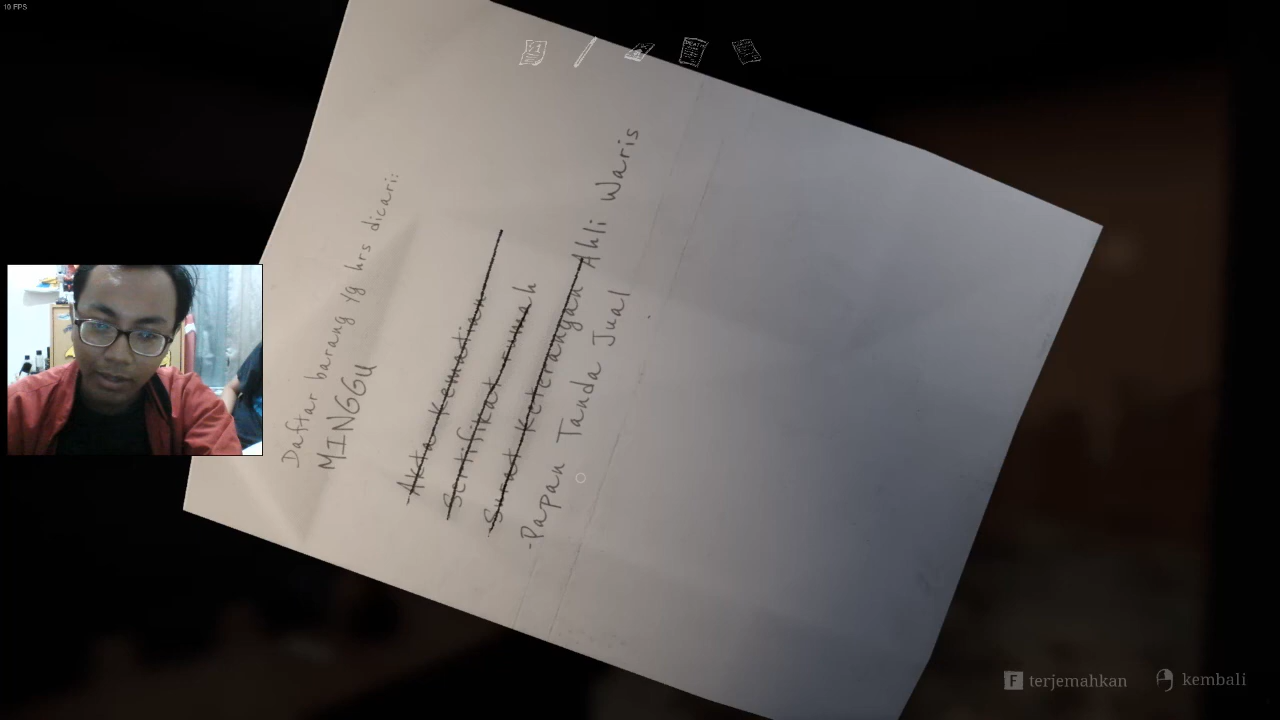 10 FPS
Daftar barang yg hrs dicari:
MINGGU
-Akta Kematian
-Sertifikat rumah
-Surat Keterangan Ahli Waris
-Papan Tanda Jual
F terjemahkan
kembali